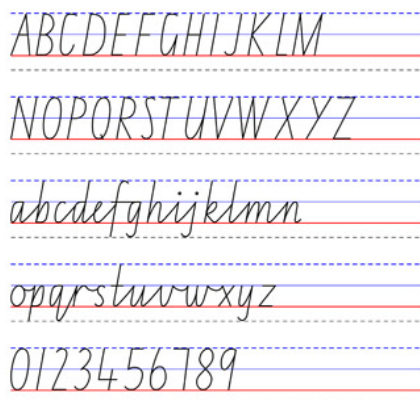 ABCDEFGHIJKLM
NOPQRSTUVWXYZ
abcdefghijklmn
opqrstuvwxyz
0123456789